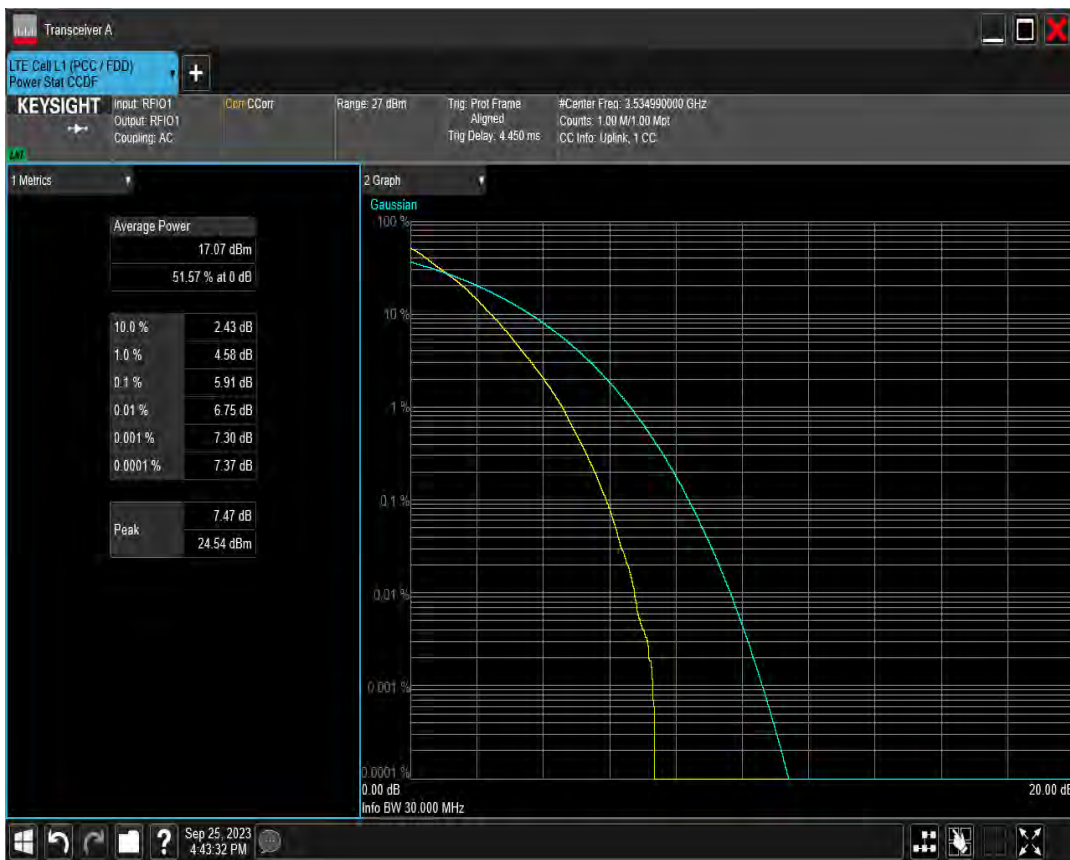 Transceiver A
LTE Cell L1 (PCC / FDD)
Power Stat CCDF
+
KEYSIGHT
Input: RFIO1
Output: RFIO1
Coupling: AC
Corr CCorr
Range: 27 dBm
Trig: Prot Frame
Aligned
Trig Delay: 4.450 ms
#Center Freq: 3.534990000 GHz
Counts: 1.00 M/1.00 Mpt
CC Info: Uplink, 1 CC
1 Metrics
Average Power
17.07 dBm
51.57 % at 0 dB
10.0 % 2.43 dB
1.0 % 4.58 dB
0.1 % 5.91 dB
0.01 % 6.75 dB
0.001 % 7.30 dB
0.0001 % 7.37 dB
Peak
7.47 dB
24.54 dBm
2 Graph
Gaussian
100 %
10 %
1 %
0.1 %
0.01 %
0.001 %
0.0001 %
0.00 dB
20.00 dB
Info BW 30.000 MHz
?
Sep 25, 2023
4:43:32 PM